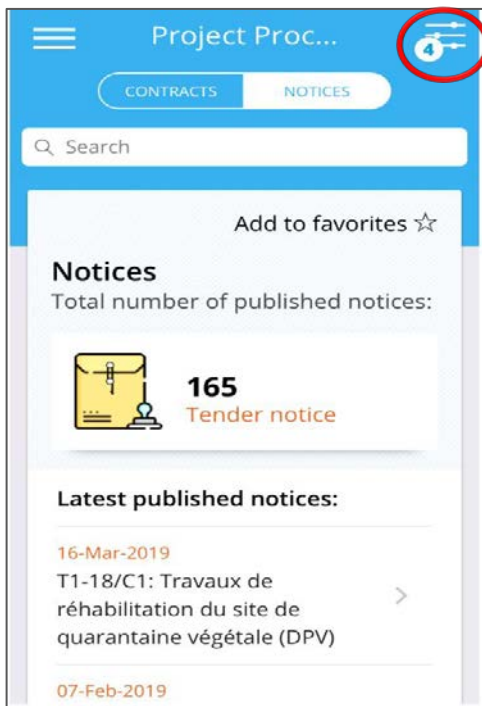 Project Proc...
4
CONTRACTS NOTICES
Search
Add to favorites
Notices
Total number of published notices:
165
Tender notice
Latest published notices:
16-Mar-2019
T1-18/C1: Travaux de
réhabilitation du site de
quarantaine végétale (DPV)
07-Feb-2019